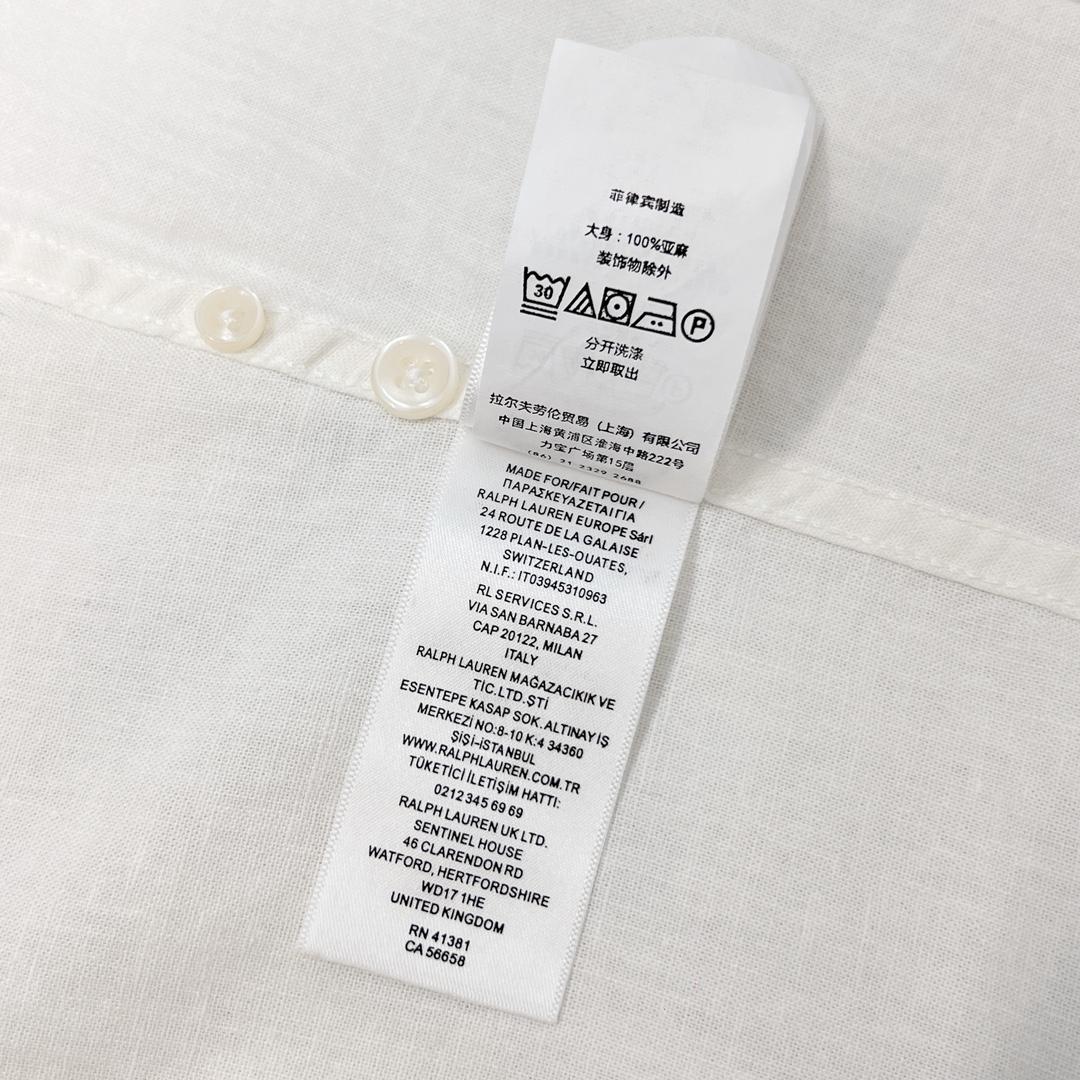 菲律宾制造
大身：100%亚麻
装饰物除外
30 P
分开洗涤
立即取出
拉尔夫劳伦贸易（上海）有限公司
中国上海黄浦区淮海中路222号
力宝广场第15层
(86) 21 2329 2688
MADE FOR/FAIT POUR/
ΠΑΡΑΣΚΕΥΑΖΕΤΑΙ ΓΙΑ
RALPH LAUREN EUROPE Sárl
24 ROUTE DE LA GALAISE
1228 PLAN-LES-OUATES,
SWITZERLAND
N.I.F.: IT03945310963
RL SERVICES S.R.L.
VIA SAN BARNABA 27
CAP 20122, MILAN
ITALY
RALPH LAUREN MAĞAZACIKIK VE
TİC.LTD.ŞTİ
ESENTEPE KASAP SOK. ALTINAY İŞ
MERKEZİ NO:8-10 K:4 34360
ŞİŞİ-İSTANBUL
WWW.RALPHLAUREN.COM.TR
TÜKETİCİ İLETİŞİM HATTI:
0212 345 69 69
RALPH LAUREN UK LTD.
SENTINEL HOUSE
46 CLARENDON RD
WATFORD, HERTFORDSHIRE
WD17 1HE
UNITED KINGDOM
RN 41381
CA 56658